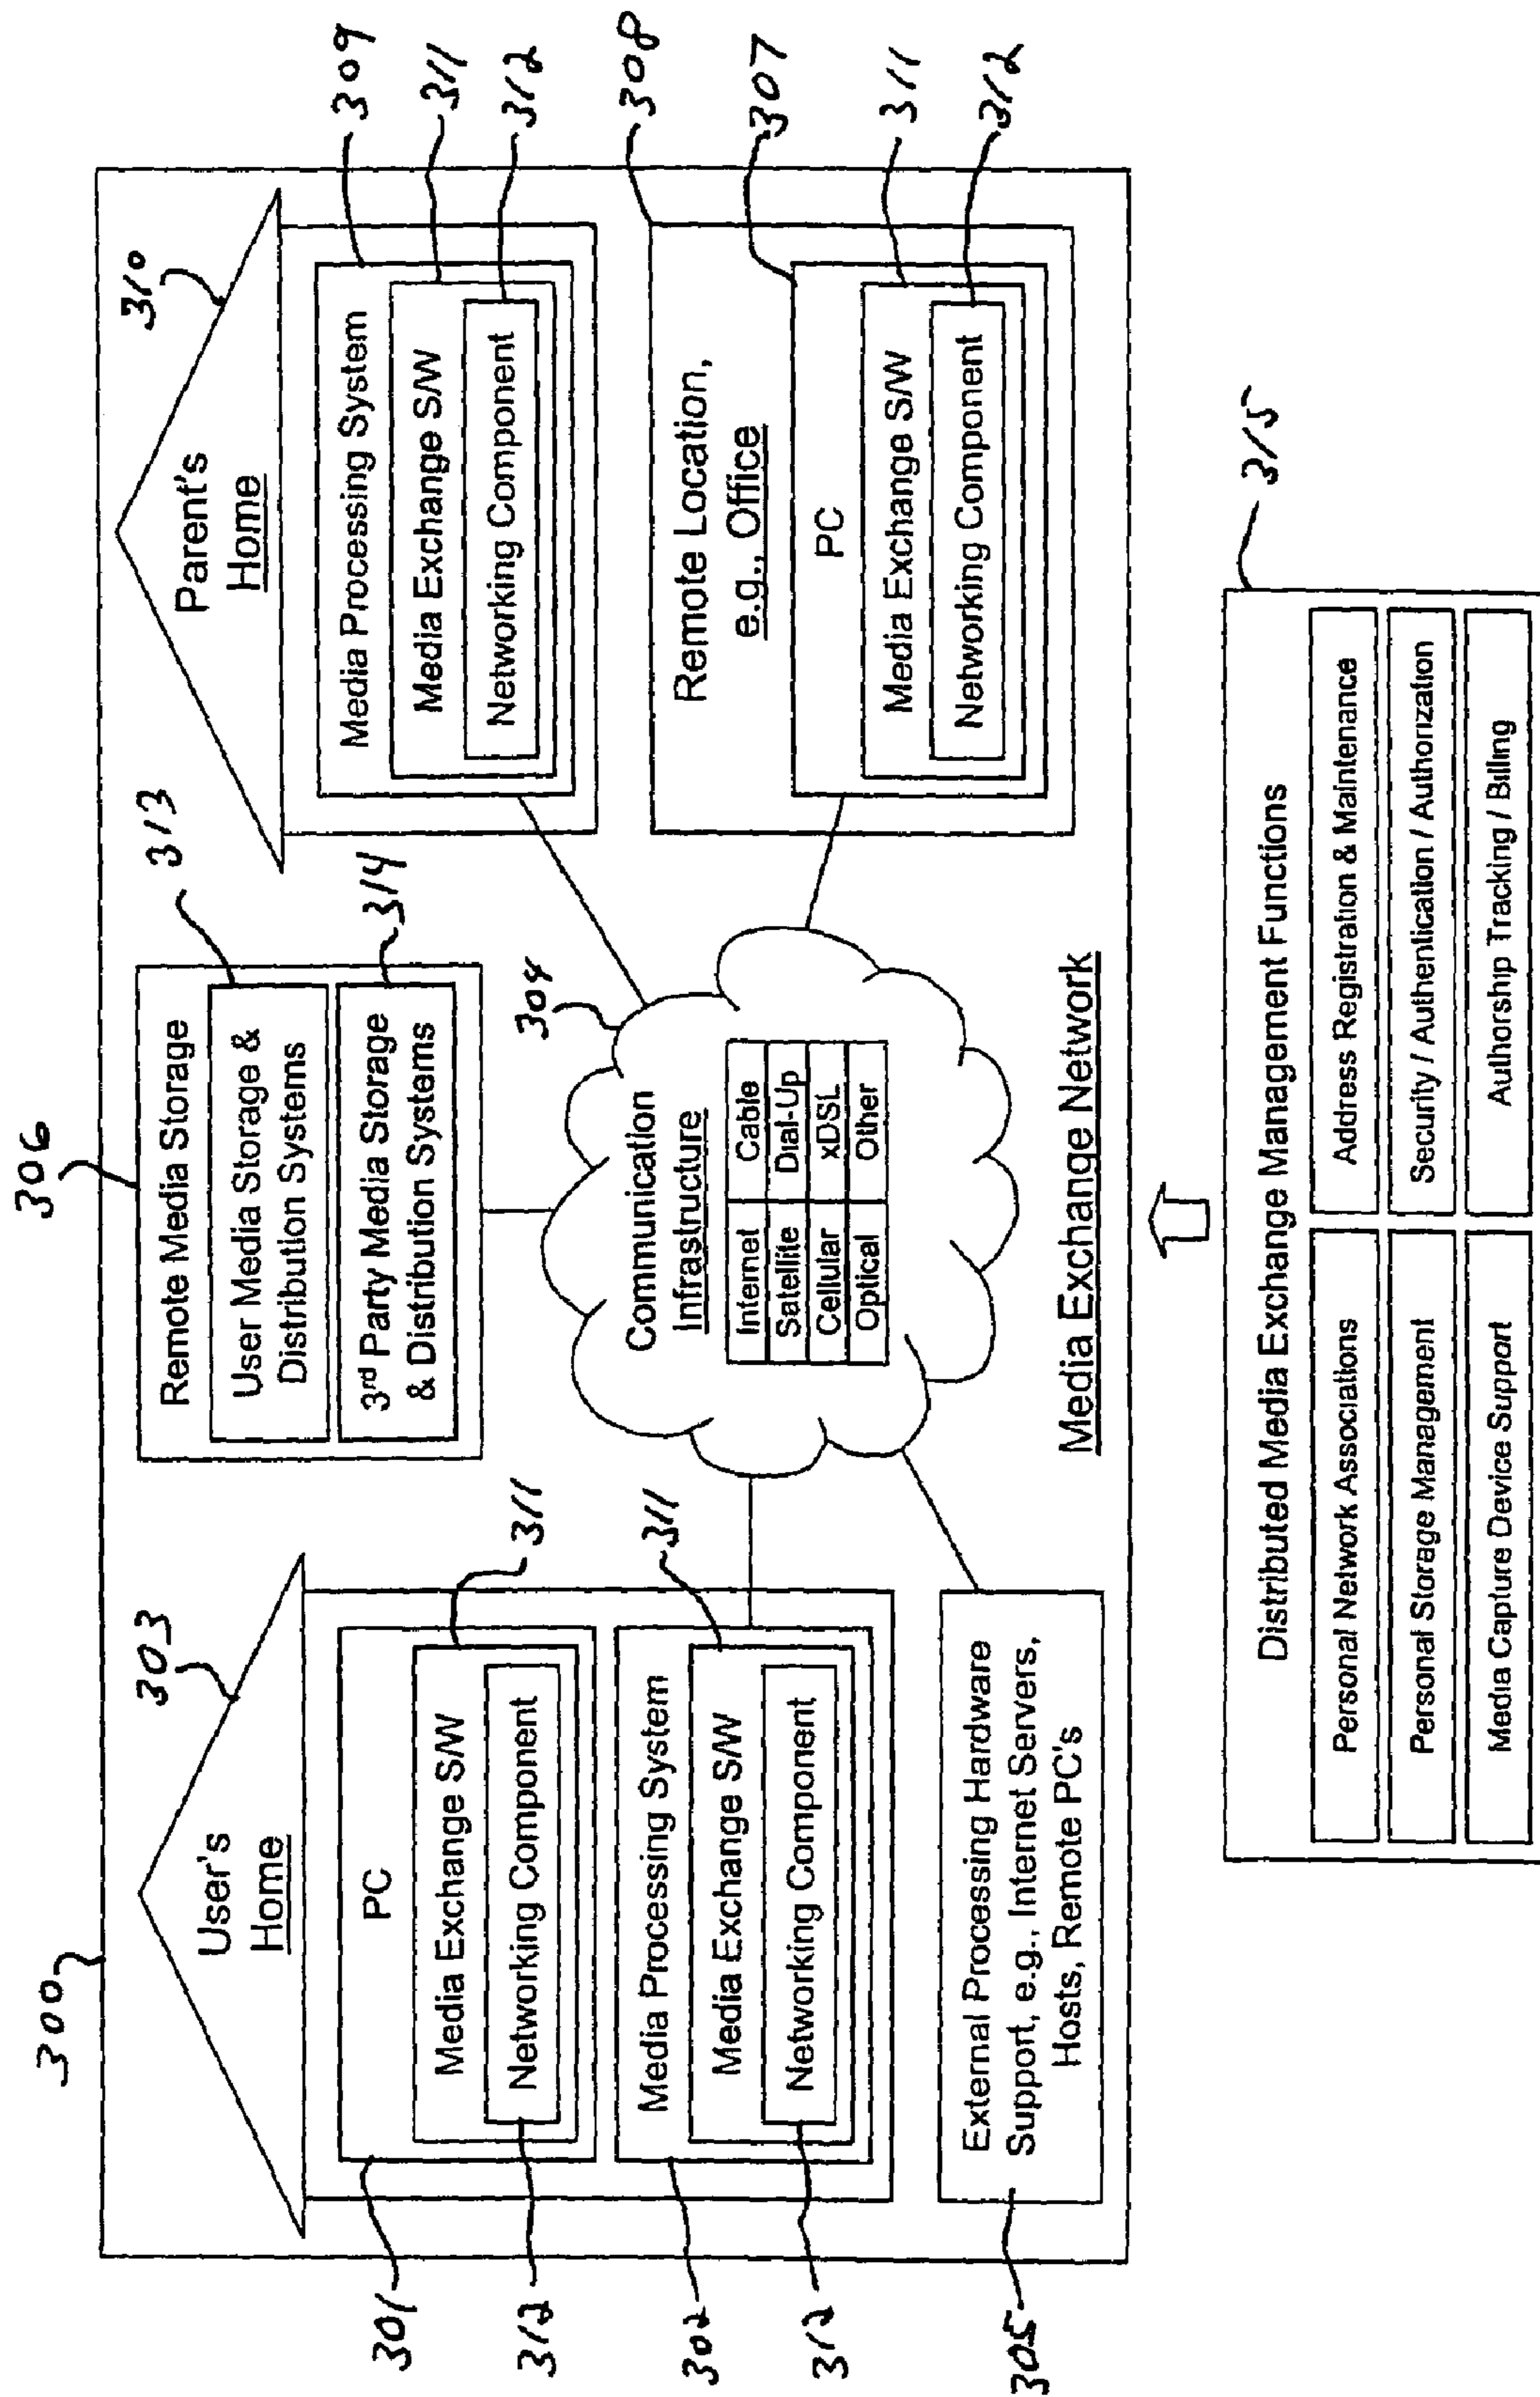 300
306
303
User's
Home
PC
Media Exchange S/W
Networking Component
301
311
312
Media Processing System
Media Exchange S/W
Networking Component
302
311
312
External Processing Hardware
Support, e.g., Internet Servers,
Hosts, Remote PC's
305
Remote Media Storage
User Media Storage &
Distribution Systems
3rd Party Media Storage
& Distribution Systems
313
314
304
Communication
Infrastructure
Internet Cable
Satellite Dial-Up
Cellular xDSL
Optical Other
Media Exchange Network
310
Parent's
Home
Media Processing System
Media Exchange S/W
Networking Component
309
311
312
308
Remote Location,
e.g., Office
307
PC
Media Exchange S/W
Networking Component
311
312
315
Distributed Media Exchange Management Functions
Personal Network Associations
Address Registration & Maintenance
Personal Storage Management
Security / Authentication / Authorization
Media Capture Device Support
Authorship Tracking / Billing